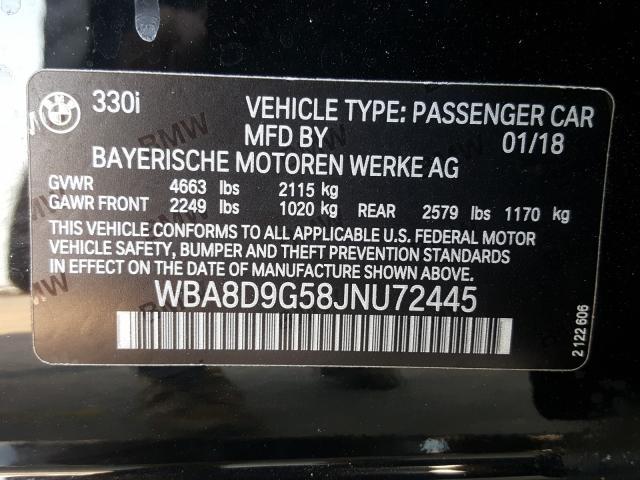 330i VEHICLE TYPE: PASSENGER CAR
MFD BY 01/18
BAYERISCHE MOTOREN WERKE AG
GVWR 4663 lbs 2115 kg
GAWR FRONT 2249 lbs 1020 kg REAR 2579 lbs 1170 kg
THIS VEHICLE CONFORMS TO ALL APPLICABLE U.S. FEDERAL MOTOR
VEHICLE SAFETY, BUMPER AND THEFT PREVENTION STANDARDS
IN EFFECT ON THE DATE OF MANUFACTURE SHOWN ABOVE.
WBA8D9G58JNU72445
2 122 606